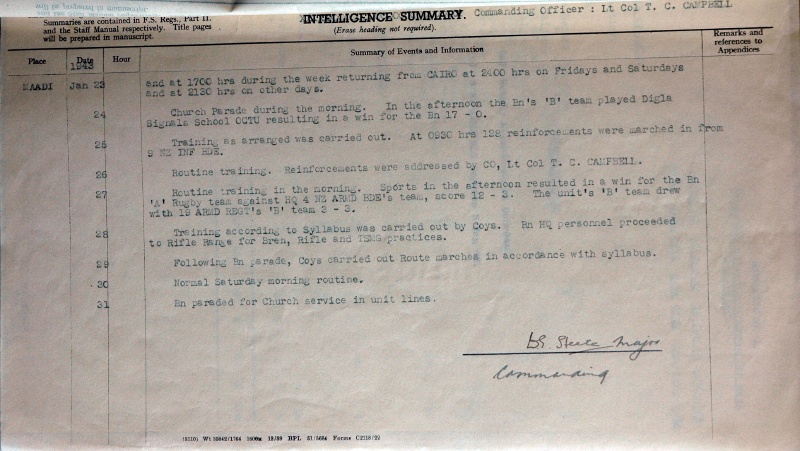 Summaries are contained in F.S. Regs., Part II.
and the Staff Manual respectively. Title pages
will be prepared in manuscript.
INTELLIGENCE SUMMARY. Commanding Officer : Lt Col T. C. CAMPBELL
(Erase heading not required).
Place Date Hour Summary of Events and Information Remarks and references to Appendices
1943
MAADI Jan 23 and at 1700 hrs during the week returning from CAIRO at 2400 hrs on Fridays and Saturdays
and at 2130 hrs on other days.
24 Church Parade during the morning. In the afternoon the Bn's 'B' team played Digla
Signals School OCTU resulting in a win for the Bn 17 - 0.
25 Training as arranged was carried out. At 0930 hrs 128 reinforcements were marched in from
9 NZ INF BDE.
26 Routine training. Reinforcements were addressed by CO, Lt Col T. C. CAMPBELL.
27 Routine training in the morning. Sports in the afternoon resulted in a win for the Bn
'A' Rugby team against HQ 4 NZ ARMD BDE's team, score 12 - 3. The unit's 'B' team drew
with 19 ARMD REGT's 'B' team 3 - 3.
28 Training according to Syllabus was carried out by Coys. Bn HQ personnel proceeded
to Rifle Range for Bren, Rifle and TSMG practices.
29 Following Bn parade, Coys carried out Route marches in accordance with syllabus.
30 Normal Saturday morning routine.
31 Bn paraded for Church service in unit lines.
Steele Major
Commanding